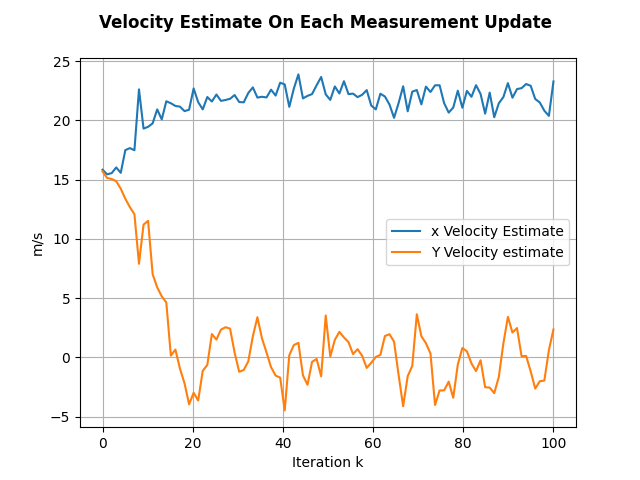 Velocity Estimate On Each Measurement Update
25
20
15
10
5
0
−5
m/s
x Velocity Estimate
Y Velocity estimate
0 20 40 60 80 100
Iteration k